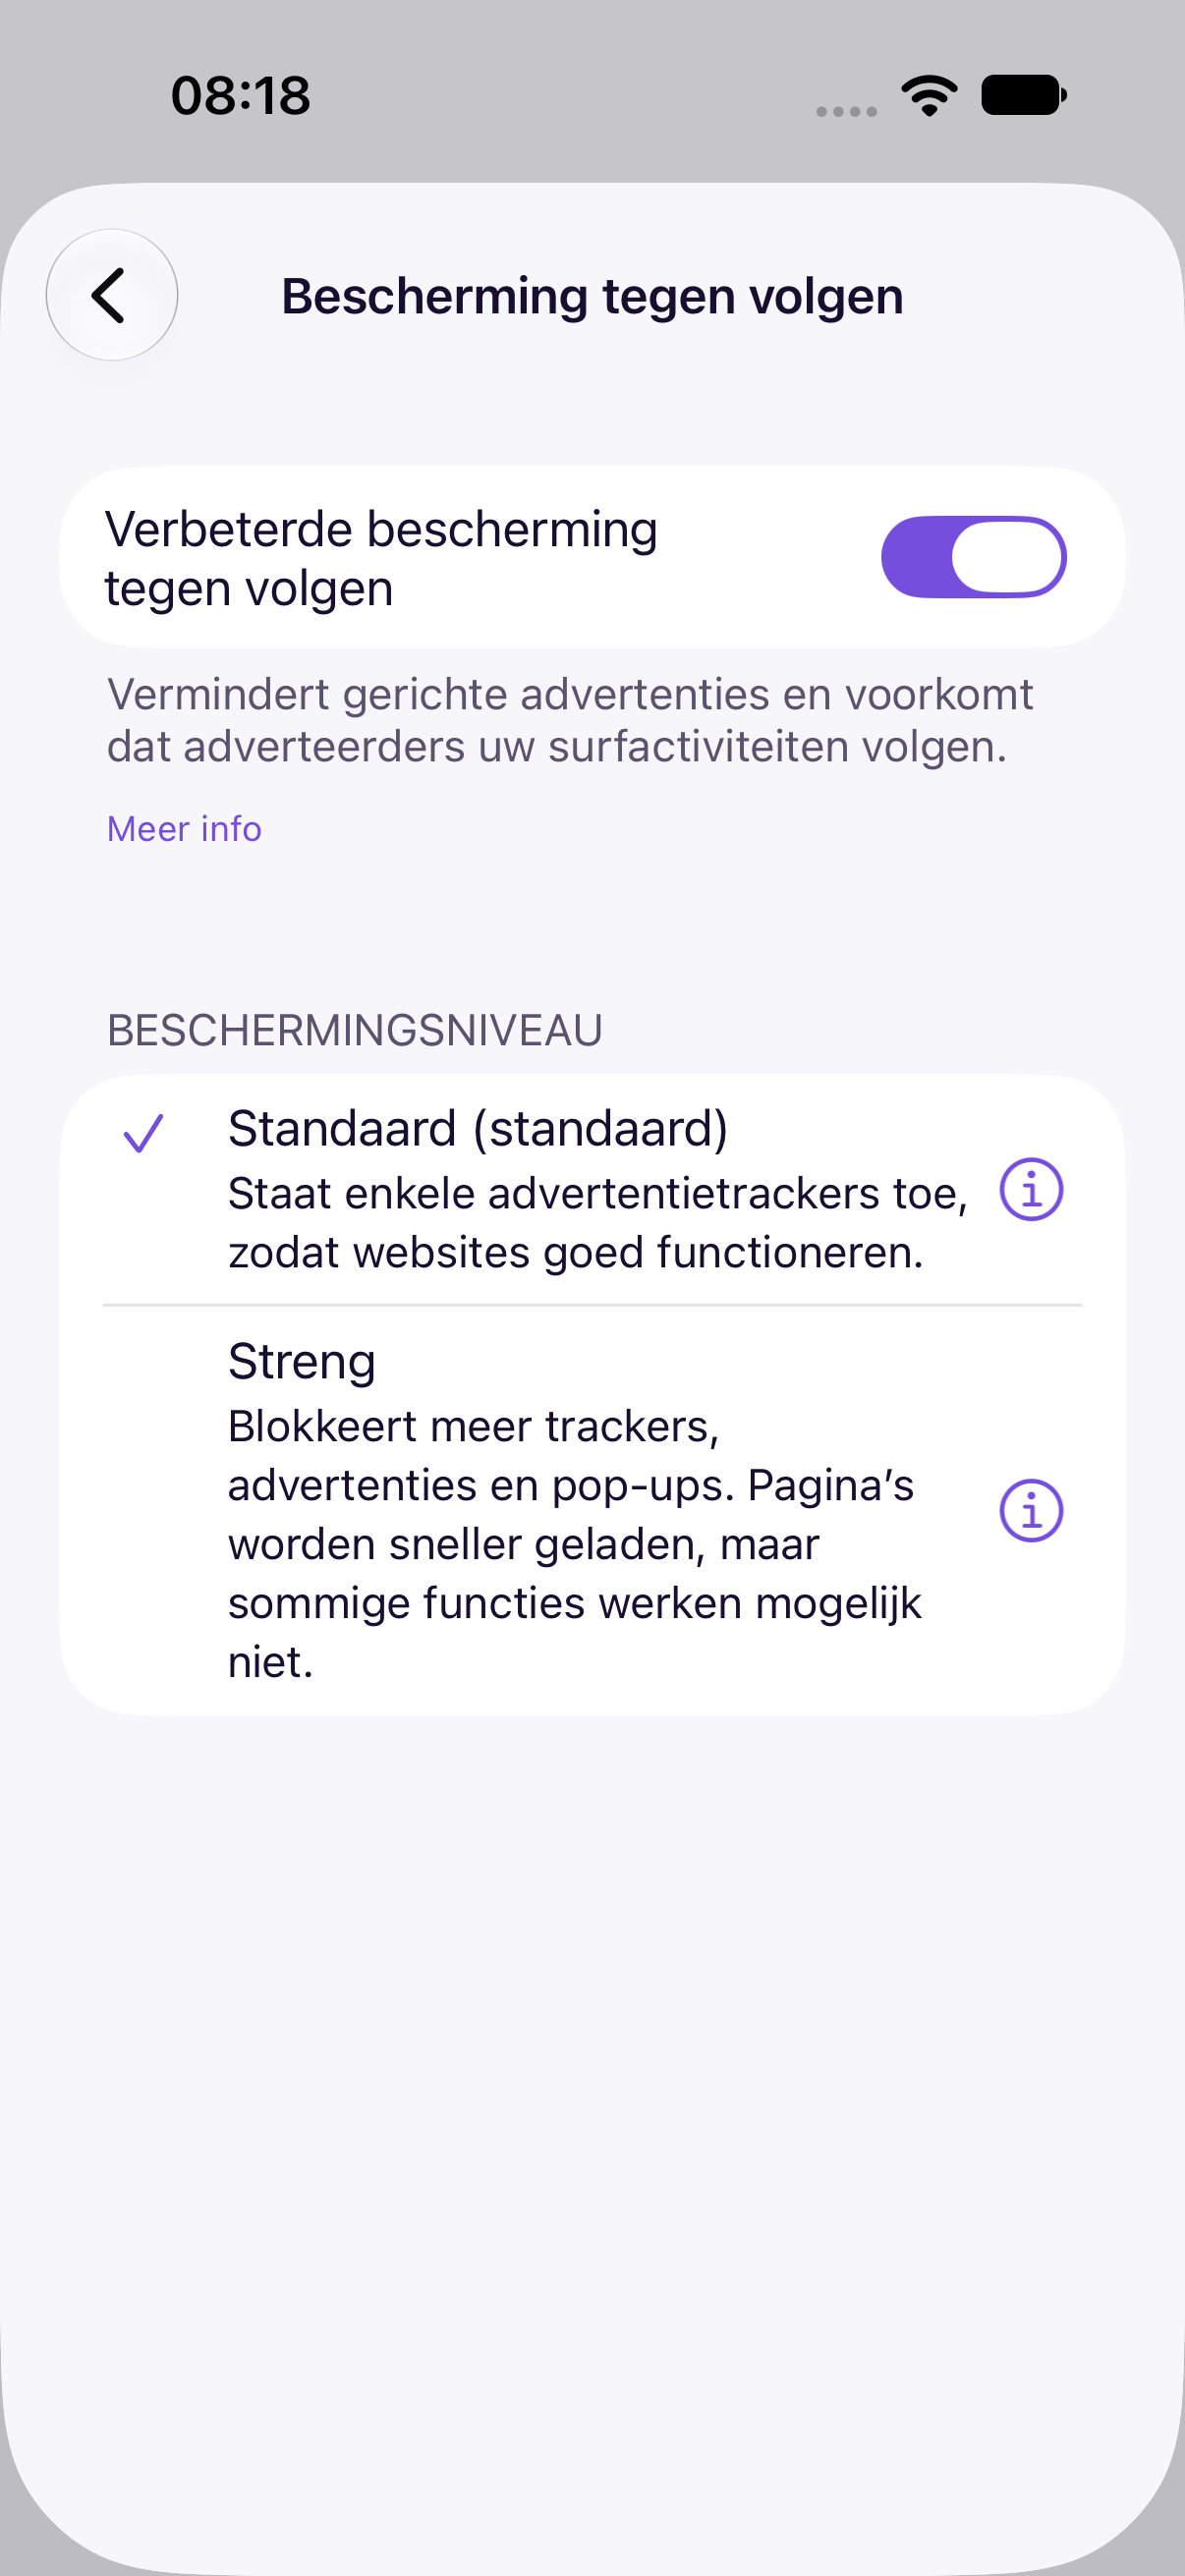 08:18
Bescherming tegen volgen
Verbeterde bescherming
tegen volgen
Vermindert gerichte advertenties en voorkomt
dat adverteerders uw surfactiviteiten volgen.
Meer info
BESCHERMINGSNIVEAU
Standaard (standaard)
Staat enkele advertentietrackers toe,
zodat websites goed functioneren.
Streng
Blokkeert meer trackers,
advertenties en pop-ups. Pagina’s
worden sneller geladen, maar
sommige functies werken mogelijk
niet.